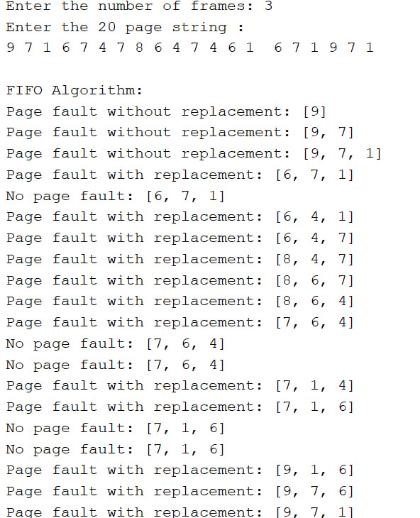 Enter the number of frames: 3
Enter the 20 page string :
9 7 1 6 7 4 7 8 6 4 7 4 6 1  6 7 1 9 7 1
FIFO Algorithm:
Page fault without replacement: [9]
Page fault without replacement: [9, 7]
Page fault without replacement: [9, 7, 1]
Page fault with replacement: [6, 7, 1]
No page fault: [6, 7, 1]
Page fault with replacement: [6, 4, 1]
Page fault with replacement: [6, 4, 7]
Page fault with replacement: [8, 4, 7]
Page fault with replacement: [8, 6, 7]
Page fault with replacement: [8, 6, 4]
Page fault with replacement: [7, 6, 4]
No page fault: [7, 6, 4]
No page fault: [7, 6, 4]
Page fault with replacement: [7, 1, 4]
Page fault with replacement: [7, 1, 6]
No page fault: [7, 1, 6]
No page fault: [7, 1, 6]
Page fault with replacement: [9, 1, 6]
Page fault with replacement: [9, 7, 6]
Page fault with replacement: [9, 7, 1]